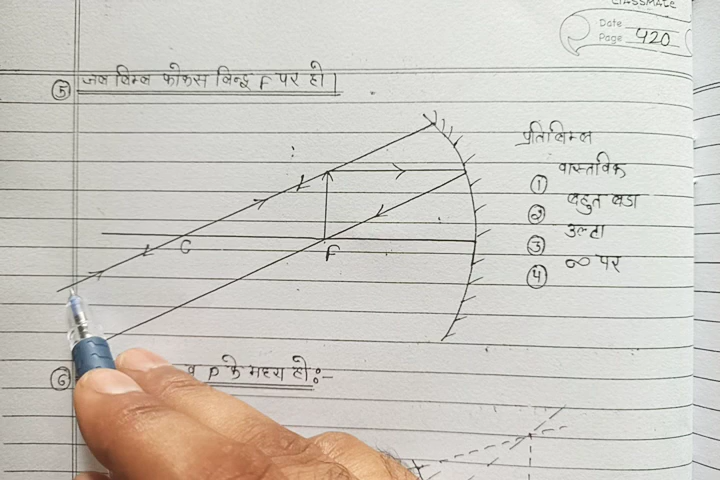 CLASSMATE
Date
Page 420
⑤ जब बिम्ब फोकस बिन्दु F पर हो।
प्रतिबिम्ब
① वास्तविक
② बहुत बडा
③ उल्टा
④ ∞ पर
C
F
⑥ व P के मध्य हो:-